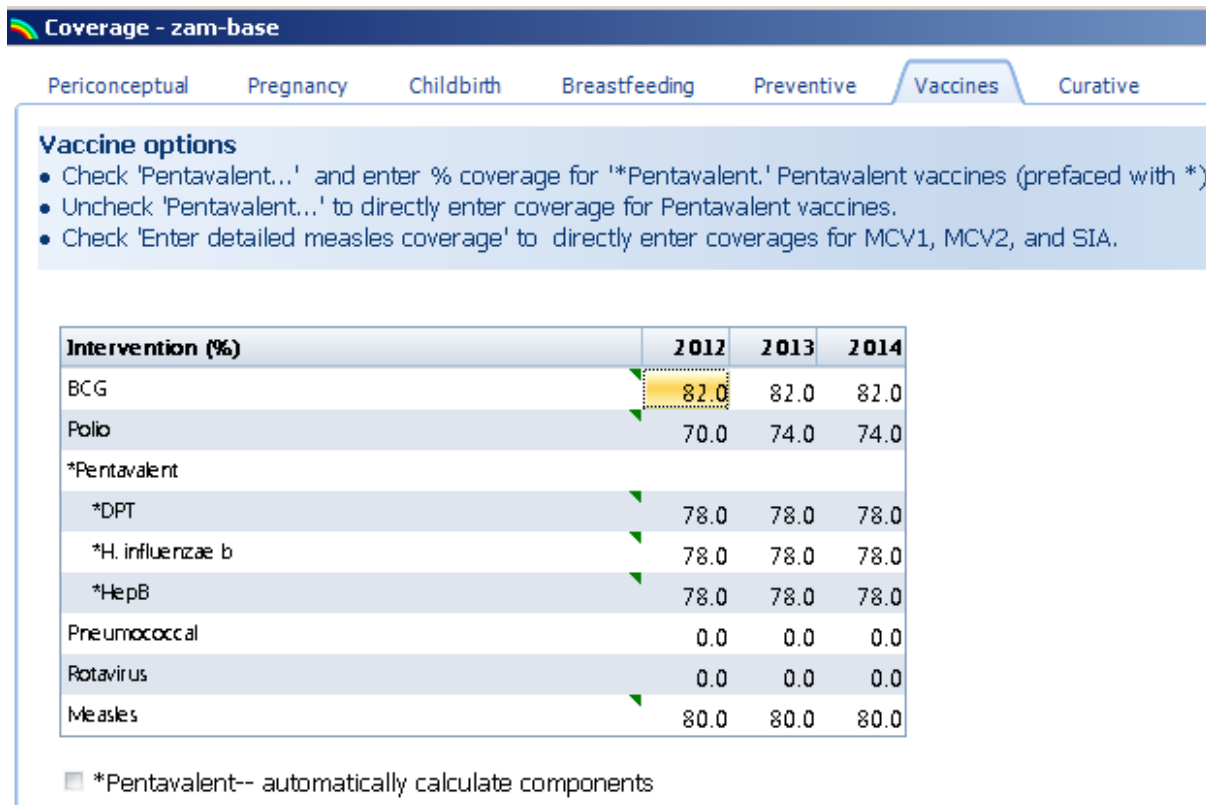 Coverage - zam-base
Periconceptual Pregnancy Childbirth Breastfeeding Preventive Vaccines Curative
Vaccine options
• Check 'Pentavalent...' and enter % coverage for '*Pentavalent.' Pentavalent vaccines (prefaced with *)
• Uncheck 'Pentavalent...' to directly enter coverage for Pentavalent vaccines.
• Check 'Enter detailed measles coverage' to directly enter coverages for MCV1, MCV2, and SIA.
Intervention (%) 2012 2013 2014
BCG 82.0 82.0 82.0
Polio 70.0 74.0 74.0
*Pentavalent
*DPT 78.0 78.0 78.0
*H. influenzae b 78.0 78.0 78.0
*HepB 78.0 78.0 78.0
Pneumococcal 0.0 0.0 0.0
Rotavirus 0.0 0.0 0.0
Measles 80.0 80.0 80.0
*Pentavalent-- automatically calculate components